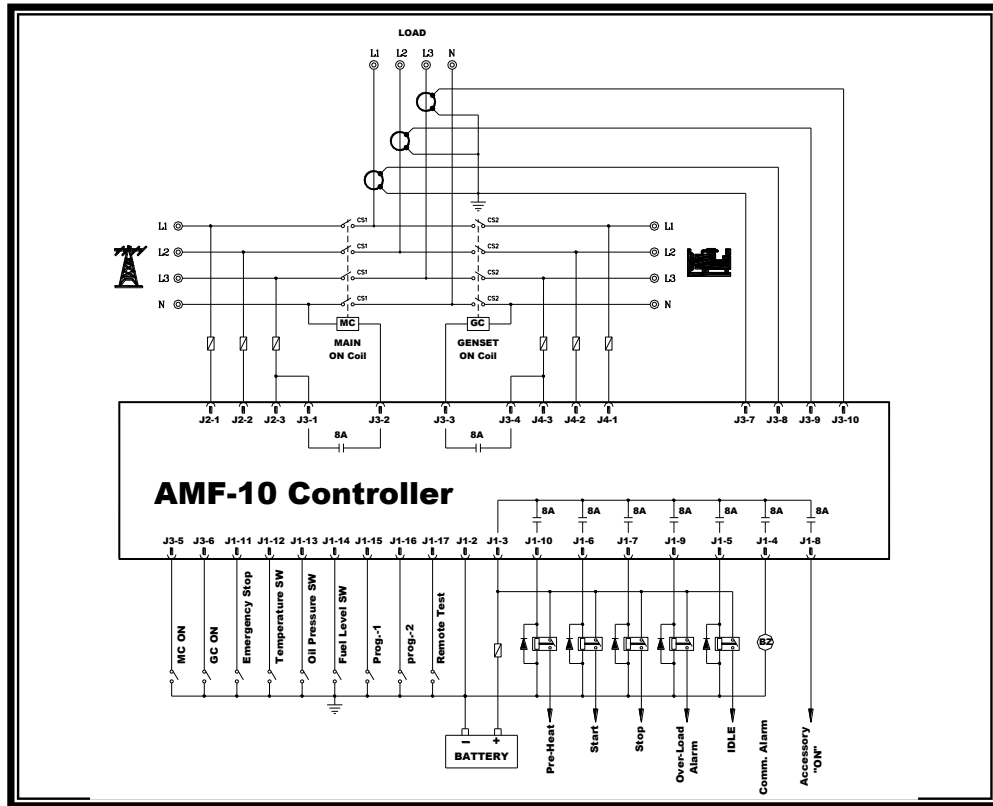 LOAD
L1 L2 L3 N
L1 CS1 CS2 L1
L2 CS1 CS2 L2
L3 CS1 CS2 L3
N CS1 CS2 N
MC GC
MAIN GENSET
ON Coil ON Coil
J2-1 J2-2 J2-3 J3-1 J3-2 J3-3 J3-4 J4-3 J4-2 J4-1 J3-7 J3-8 J3-9 J3-10
8A 8A
AMF-10 Controller
8A 8A 8A 8A 8A 8A 8A
J3-5 J3-6 J1-11 J1-12 J1-13 J1-14 J1-15 J1-16 J1-17 J1-2 J1-3 J1-10 J1-6 J1-7 J1-9 J1-5 J1-4 J1-8
MC ON
GC ON
Emergency Stop
Temperature SW
Oil Pressure SW
Fuel Level SW
Prog.-1
prog.-2
Remote Test
BZ
− +
BATTERY
Pre-Heat
Start
Stop
Over-Load
Alarm
IDLE
Comm. Alarm
Accessory
"ON"